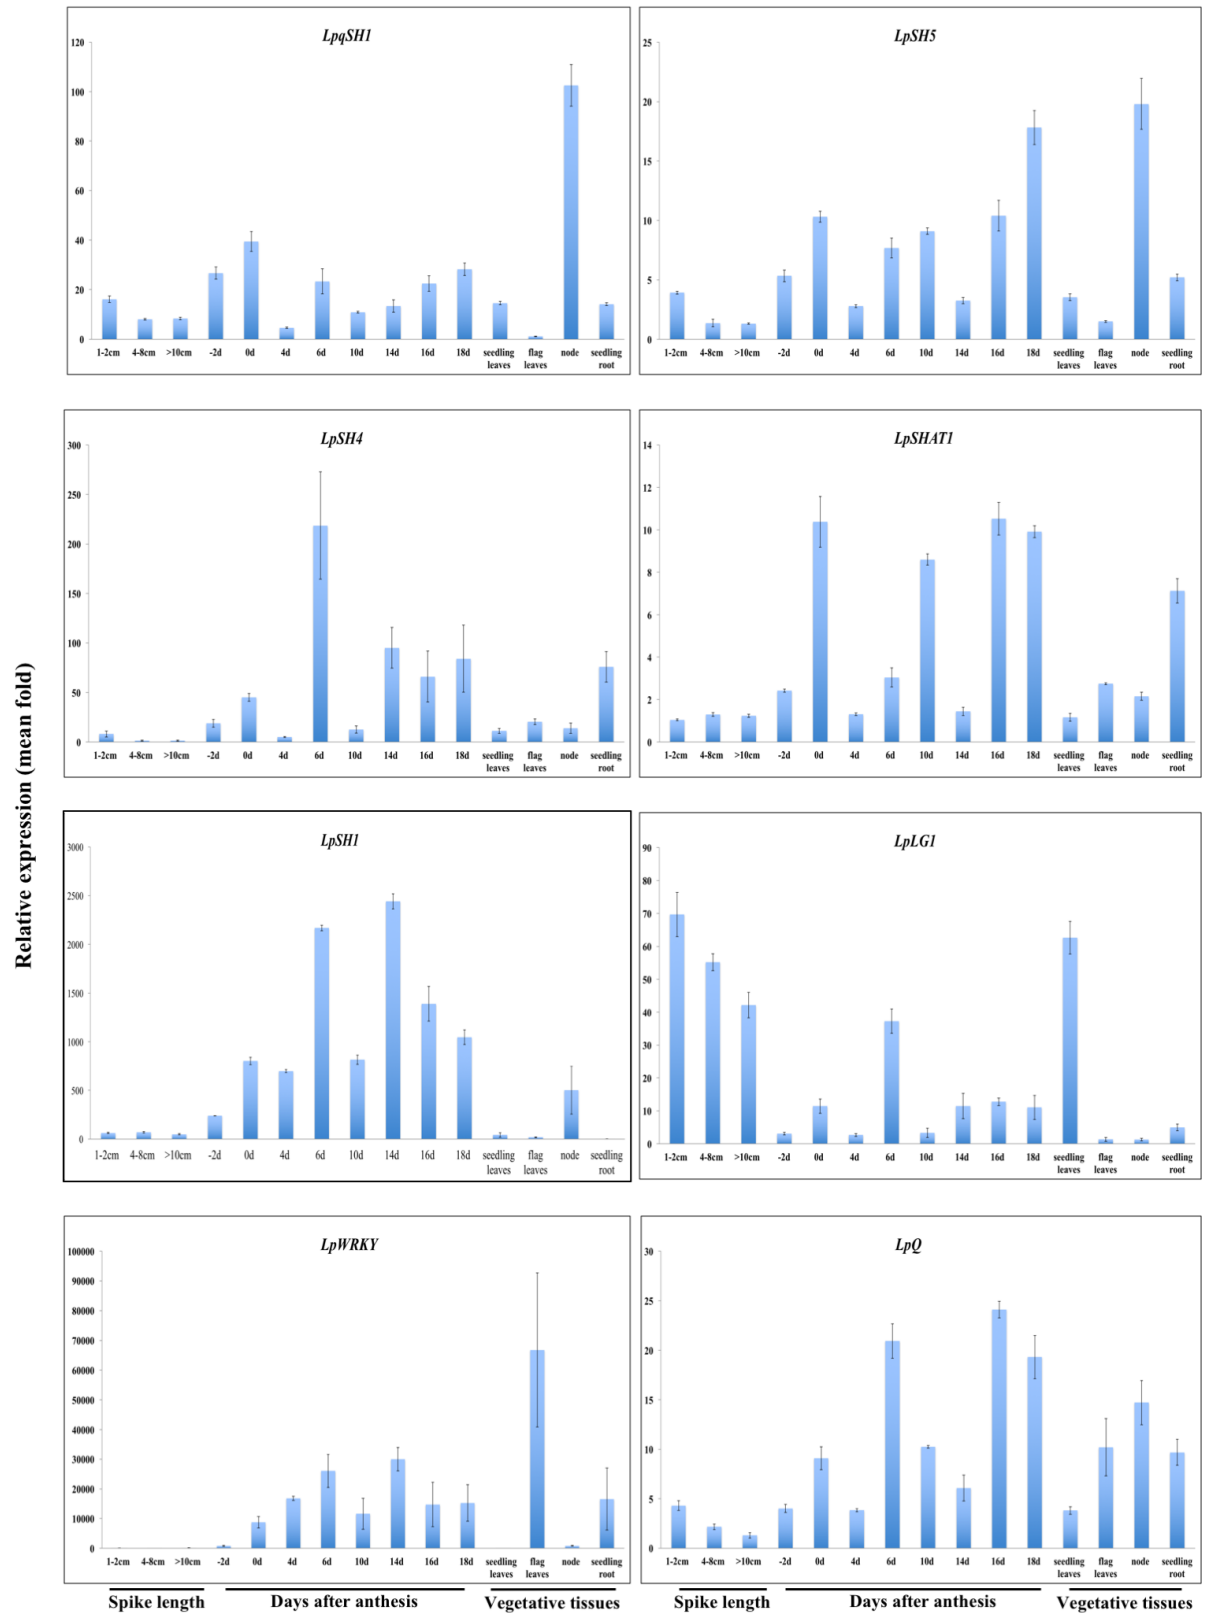 Relative expression (mean fold)
LpqSH1
120
100
80
60
40
20
0
1-2cm 4-8cm >10cm -2d 0d 4d 6d 10d 14d 16d 18d seedling flag node seedling
leaves leaves root
LpSH5
25
20
15
10
5
0
1-2cm 4-8cm >10cm -2d 0d 4d 6d 10d 14d 16d 18d seedling flag node seedling
leaves leaves root
LpSH4
300
250
200
150
100
50
0
1-2cm 4-8cm >10cm -2d 0d 4d 6d 10d 14d 16d 18d seedling flag node seedling
leaves leaves root
LpSHAT1
14
12
10
8
6
4
2
0
1-2cm 4-8cm >10cm -2d 0d 4d 6d 10d 14d 16d 18d seedling flag node seedling
leaves leaves root
LpSH1
3000
2500
2000
1500
1000
500
0
1-2cm 4-8cm >10cm -2d 0d 4d 6d 10d 14d 16d 18d seedling flag node seedling
leaves leaves root
LpLG1
90
80
70
60
50
40
30
20
10
0
1-2cm 4-8cm >10cm -2d 0d 4d 6d 10d 14d 16d 18d seedling flag node seedling
leaves leaves root
LpWRKY
100000
90000
80000
70000
60000
50000
40000
30000
20000
10000
0
1-2cm 4-8cm >10cm -2d 0d 4d 6d 10d 14d 16d 18d seedling flag node seedling
leaves leaves root
Spike length Days after anthesis Vegetative tissues
LpQ
30
25
20
15
10
5
0
1-2cm 4-8cm >10cm -2d 0d 4d 6d 10d 14d 16d 18d seedling flag node seedling
leaves leaves root
Spike length Days after anthesis Vegetative tissues